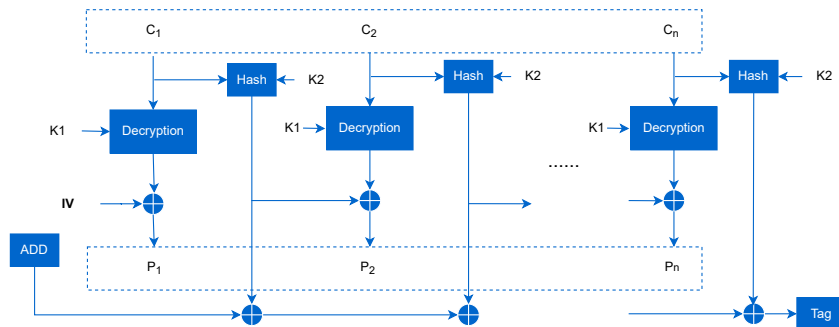 C1 C2 Cn
Hash K2 Hash K2 Hash K2
K1 Decryption K1 Decryption K1 Decryption
......
IV
ADD P1 P2 Pn
Tag